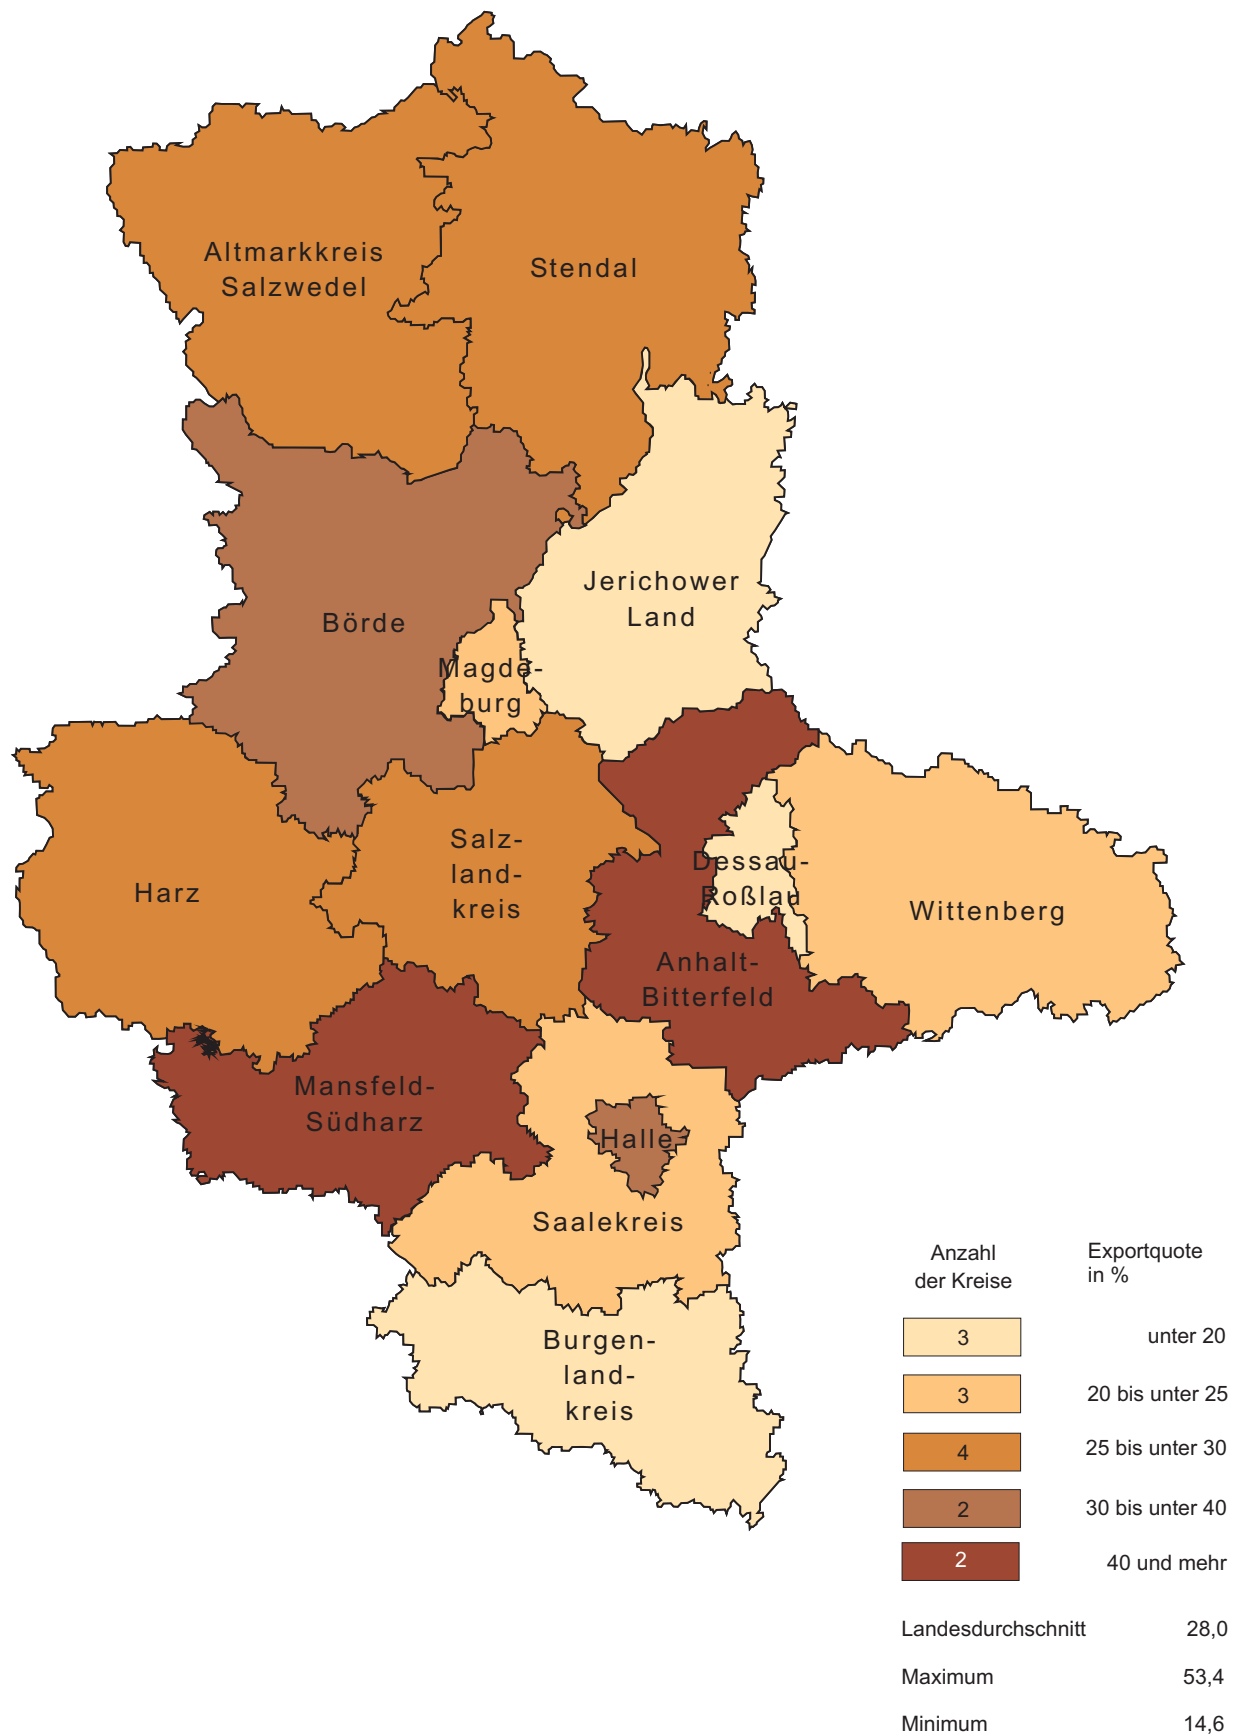 Altmarkkreis
Salzwedel
Stendal
Jerichower
Land
Börde
Magde-
burg
Salz-
land-
kreis
Harz
Dessau-
Roßlau
Wittenberg
Anhalt-
Bitterfeld
Mansfeld-
Südharz
Halle
Saalekreis
Burgen-
land-
kreis
Anzahl
der Kreise
Exportquote
in %
3 unter 20
3 20 bis unter 25
4 25 bis unter 30
2 30 bis unter 40
2 40 und mehr
Landesdurchschnitt 28,0
Maximum 53,4
Minimum 14,6